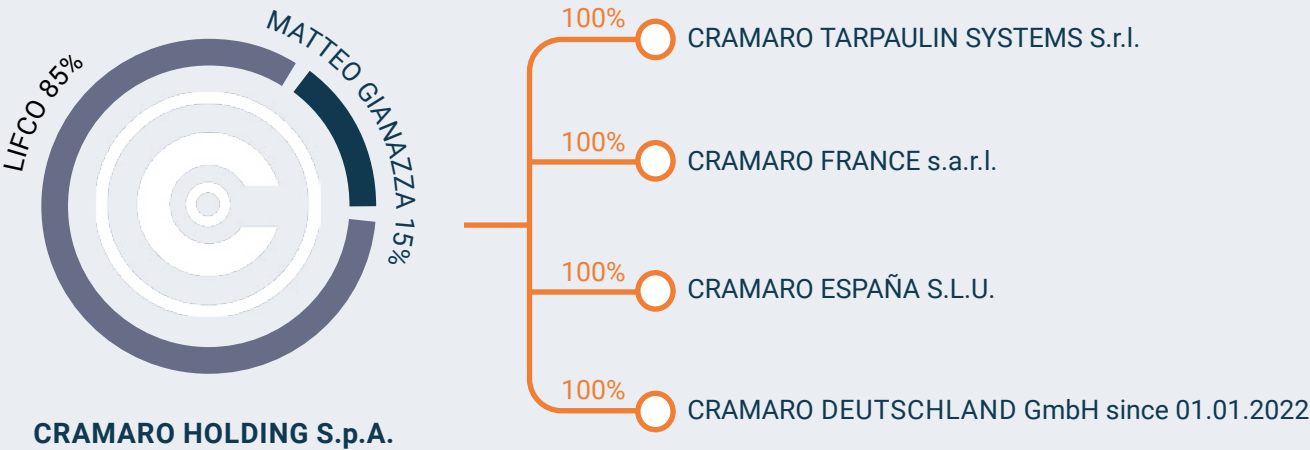 LIFCO 85%
MATTEO GIANAZZA 15%
CRAMARO HOLDING S.p.A.
100%
CRAMARO TARPAULIN SYSTEMS S.r.l.
100%
CRAMARO FRANCE s.a.r.l.
100%
CRAMARO ESPAÑA S.L.U.
100%
CRAMARO DEUTSCHLAND GmbH since 01.01.2022